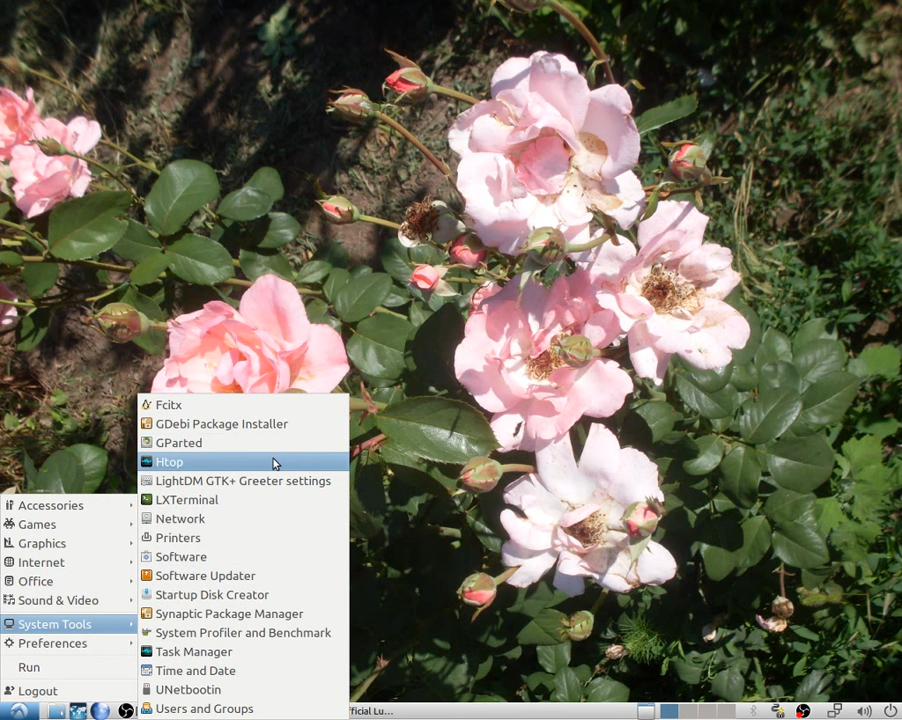 Accessories
Games
Graphics
Internet
Office
Sound & Video
System Tools
Preferences
Run
Logout
Fcitx
GDebi Package Installer
GParted
Htop
LightDM GTK+ Greeter settings
LXTerminal
Network
Printers
Software
Software Updater
Startup Disk Creator
Synaptic Package Manager
System Profiler and Benchmark
Task Manager
Time and Date
UNetbootin
Users and Groups
fficial Lu...